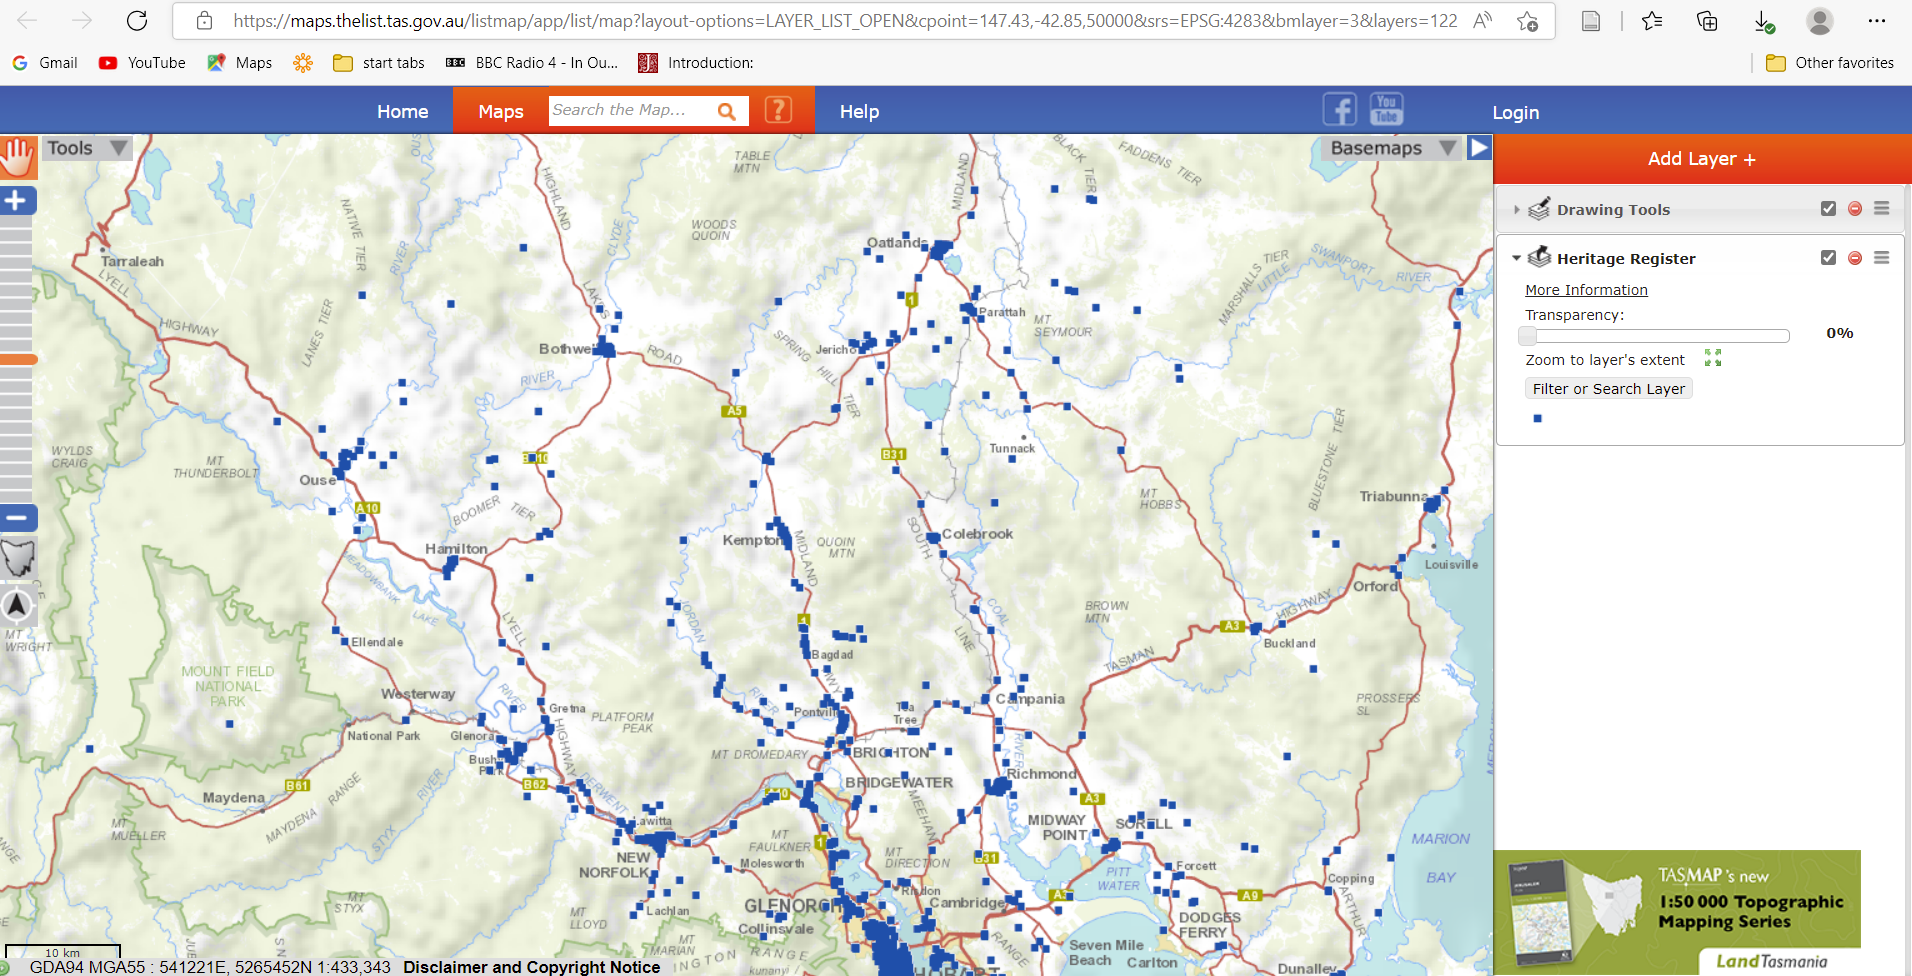 https://maps.thelist.tas.gov.au/listmap/app/list/map?layout-options=LAYER_LIST_OPEN&cpoint=147.43,-42.85,50000&srs=EPSG:4283&bmlayer=3&layers=122
Gmail YouTube Maps start tabs BBC Radio 4 - In Ou... Introduction: Other favorites
Home Maps Search the Map... ? Help Login
Tools
Basemaps
Add Layer +
Drawing Tools
Heritage Register
More Information
Transparency:
0%
Zoom to layer's extent
Filter or Search Layer
TABLE MTN
HIGHLAND
MIDLAND
BLACK TIER
FADDENS TIER
NATIVE TIER
RIVER
CLYDE
WOODS QUOIN
Oatlands
MARSHALLS TIER
LITTLE SWANPORT RIVER
Tarraleah
LYELL
HIGHWAY
LANES TIER
LAKES
1
Parattah
MT SEYMOUR
Bothwell
ROAD
SPRING HILL TIER
Jericho
RIVER
A5
WYLDS CRAIG
MT THUNDERBOLT
Ouse
B31
Tunnack
BLUESTONE TIER
Triabunna
MT HOBBS
A10
BOOMER TIER
Hamilton
Kempton
MIDLAND
QUOIN MTN
SOUTH
Colebrook
Louisville
Orford
MEADOWBANK LAKE
LYELL
JORDAN
COAL
LINE
BROWN MTN
HIGHWAY
A3
Buckland
MT WRIGHT
Ellendale
1
Bagdad
TASMAN
MOUNT FIELD NATIONAL PARK
Westerway
RIVER
Gretna
PLATFORM PEAK
Pontville
Tea Tree
Campania
PROSSERS SL
National Park
Glenora
HIGHWAY
MT DROMEDARY
BRIGHTON
RIVER
Bushy Park
B62
BRIDGEWATER
Richmond
B61
Maydena
MAYDENA RANGE
RIVER
STYX
DERWENT
A3
MT MUELLER
Lawitta
MT FAULKNER
1
MIDWAY POINT
SORELL
MARION BAY
NEW NORFOLK
Molesworth
MT DIRECTION
B31
PITT WATER
Forcett
Copping
MT STYX
MT LLOYD
Lachlan
GLENORCHY
Collinsvale
Risdon
Cambridge
A9
ARTHUR
DODGES FERRY
MT MARIAN
RANGE
RANGE
Seven Mile Beach
Carlton
Dunalley
HOBART
10 km
GDA94 MGA55 : 541221E, 5265452N 1:433,343 Disclaimer and Copyright Notice
TASMAP's new
1:50 000 Topographic
Mapping Series
LandTasmania